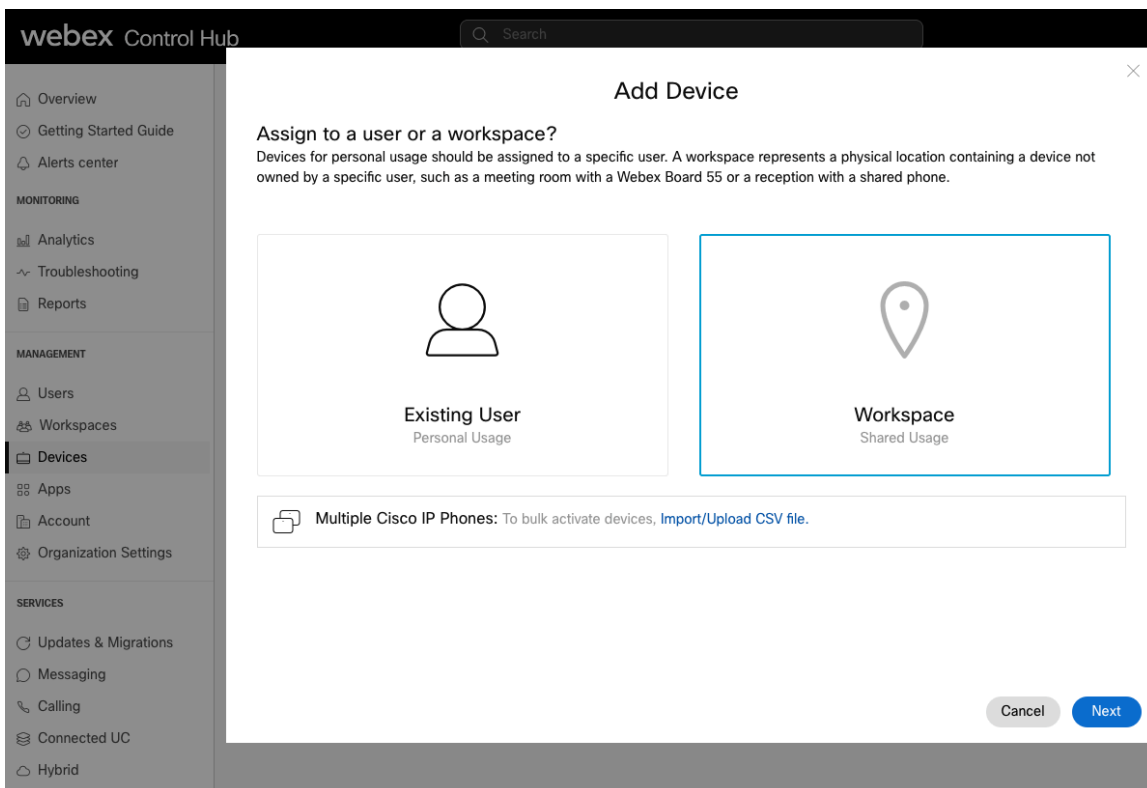 webex Control Hub
Search
Overview
Getting Started Guide
Alerts center
MONITORING
Analytics
Troubleshooting
Reports
MANAGEMENT
Users
Workspaces
Devices
Apps
Account
Organization Settings
SERVICES
Updates & Migrations
Messaging
Calling
Connected UC
Hybrid
Add Device
Assign to a user or a workspace?
Devices for personal usage should be assigned to a specific user. A workspace represents a physical location containing a device not
owned by a specific user, such as a meeting room with a Webex Board 55 or a reception with a shared phone.
Existing User
Personal Usage
Workspace
Shared Usage
Multiple Cisco IP Phones: To bulk activate devices, Import/Upload CSV file.
Cancel
Next